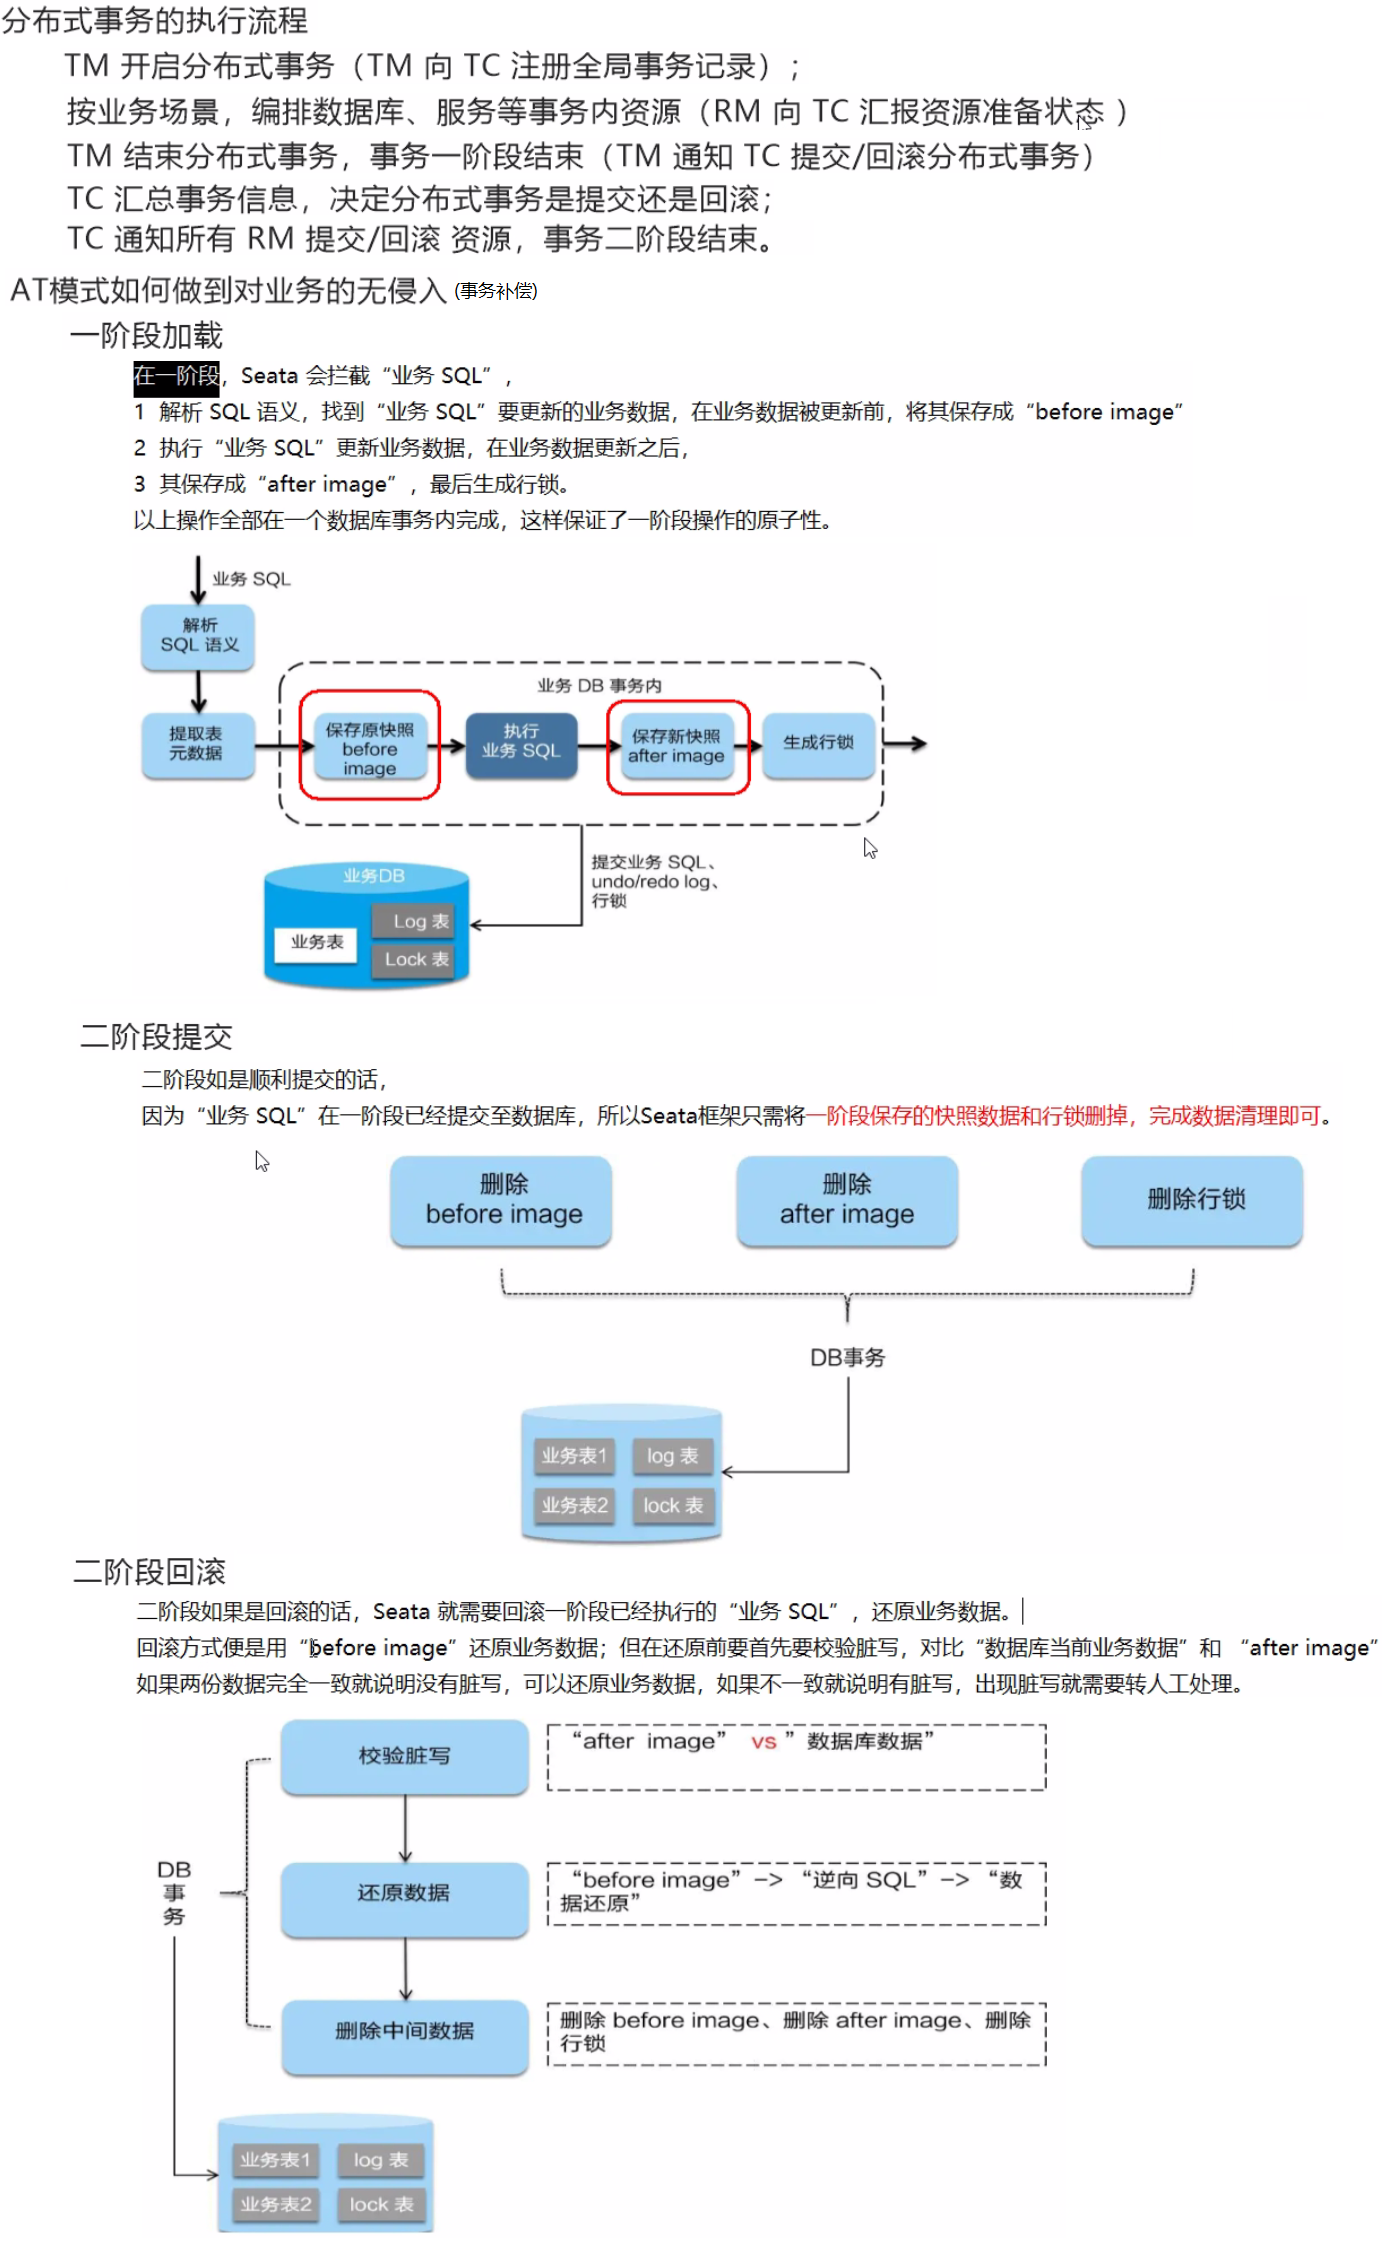 分布式事务的执行流程
TM 开启分布式事务（TM 向 TC 注册全局事务记录）；
按业务场景，编排数据库、服务等事务内资源（RM 向 TC 汇报资源准备状态 ）
TM 结束分布式事务，事务一阶段结束（TM 通知 TC 提交/回滚分布式事务）
TC 汇总事务信息，决定分布式事务是提交还是回滚；
TC 通知所有 RM 提交/回滚 资源，事务二阶段结束。
AT模式如何做到对业务的无侵入 (事务补偿)
一阶段加载
在一阶段，Seata 会拦截“业务 SQL”，
1 解析 SQL 语义，找到“业务 SQL”要更新的业务数据，在业务数据被更新前，将其保存成“before image”
2 执行“业务 SQL”更新业务数据，在业务数据更新之后，
3 其保存成“after image”，最后生成行锁。
以上操作全部在一个数据库事务内完成，这样保证了一阶段操作的原子性。
业务 SQL
解析
SQL 语义
业务 DB 事务内
提取表
元数据
保存原快照
before
image
执行
业务 SQL
保存新快照
after image
生成行锁
提交业务 SQL、
undo/redo log、
行锁
业务DB
业务表
Log 表
Lock 表
二阶段提交
二阶段如是顺利提交的话，
因为“业务 SQL”在一阶段已经提交至数据库，所以Seata框架只需将一阶段保存的快照数据和行锁删掉，完成数据清理即可。
删除
before image
删除
after image
删除行锁
DB事务
业务表1
log 表
业务表2
lock 表
二阶段回滚
二阶段如果是回滚的话，Seata 就需要回滚一阶段已经执行的“业务 SQL”，还原业务数据。
回滚方式便是用“before image”还原业务数据；但在还原前要首先要校验脏写，对比“数据库当前业务数据”和 “after image”
如果两份数据完全一致就说明没有脏写，可以还原业务数据，如果不一致就说明有脏写，出现脏写就需要转人工处理。
校验脏写
“after image” vs ”数据库数据”
DB
事
务
还原数据
“before image”–> “逆向 SQL”–> “数
据还原”
删除中间数据
删除 before image、删除 after image、删除
行锁
业务表1
log 表
业务表2
lock 表